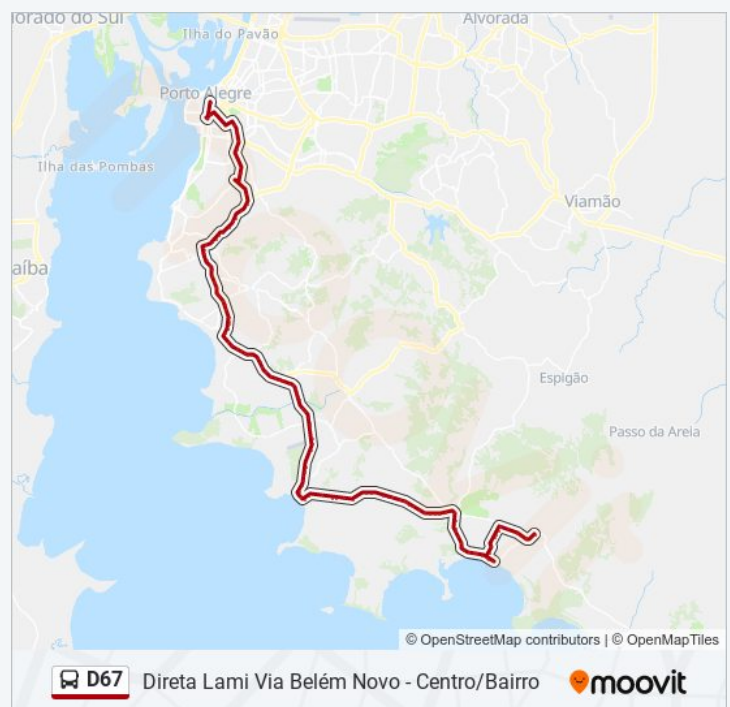 dorado do Sul
Alvorada
Ilha do Pavão
Porto Alegre
Ilha das Pombas
Viamão
aíba
Espigão
Passo da Areia
© OpenStreetMap contributors | © OpenMapTiles
D67 Direta Lami Via Belém Novo - Centro/Bairro moovit